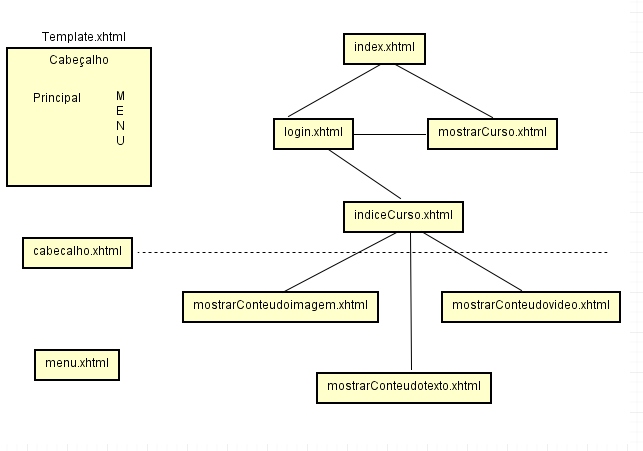 Template.xhtml
Cabeçalho
Principal
M
E
N
U
index.xhtml
login.xhtml
mostrarCurso.xhtml
indiceCurso.xhtml
cabecalho.xhtml
mostrarConteudoimagem.xhtml
mostrarConteudovideo.xhtml
menu.xhtml
mostrarConteudotexto.xhtml